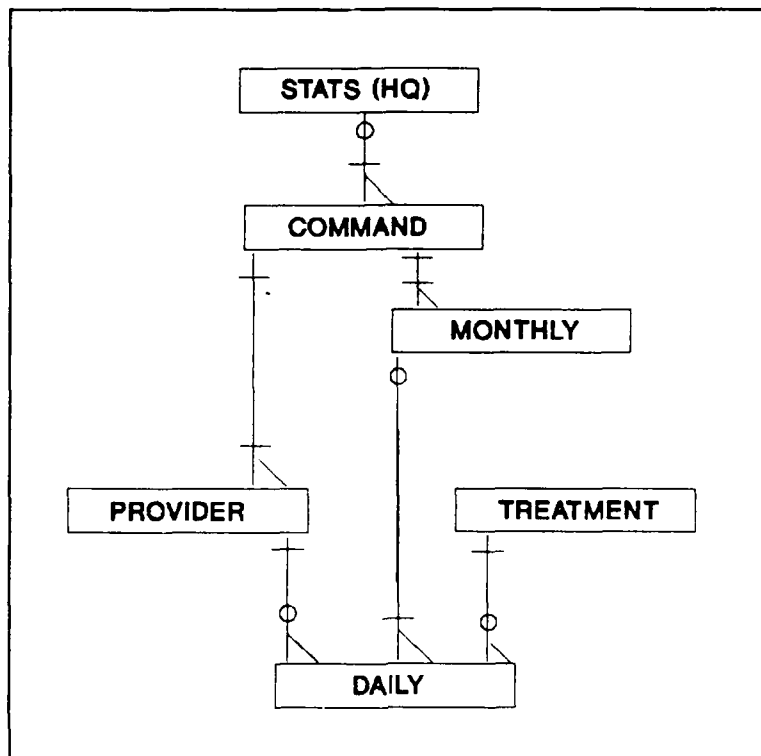 STATS (HQ)
COMMAND
MONTHLY
PROVIDER
TREATMENT
DAILY